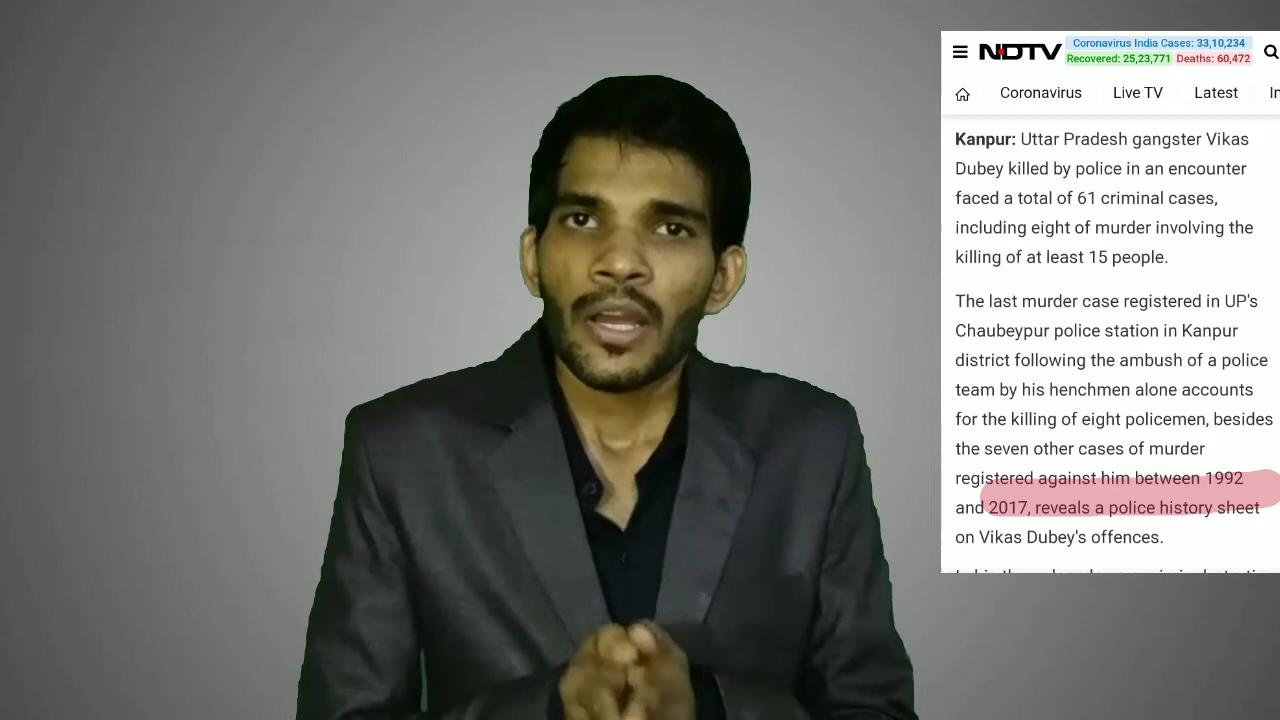 NDTV
Coronavirus India Cases: 33,10,234
Recovered: 25,23,771 Deaths: 60,472
Coronavirus Live TV Latest
Kanpur: Uttar Pradesh gangster Vikas
Dubey killed by police in an encounter
faced a total of 61 criminal cases,
including eight of murder involving the
killing of at least 15 people.
The last murder case registered in UP's
Chaubeypur police station in Kanpur
district following the ambush of a police
team by his henchmen alone accounts
for the killing of eight policemen, besides
the seven other cases of murder
registered against him between 1992
and 2017, reveals a police history sheet
on Vikas Dubey's offences.